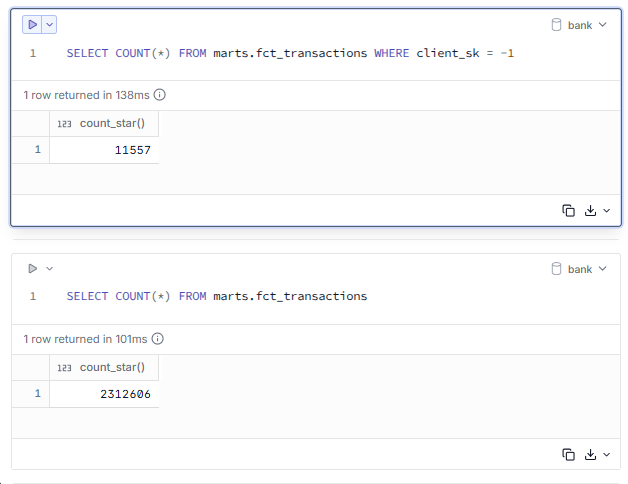 bank
1 SELECT COUNT(*) FROM marts.fct_transactions WHERE client_sk = -1
1 row returned in 138ms
123 count_star()
1 11557
bank
1 SELECT COUNT(*) FROM marts.fct_transactions
1 row returned in 101ms
123 count_star()
1 2312606